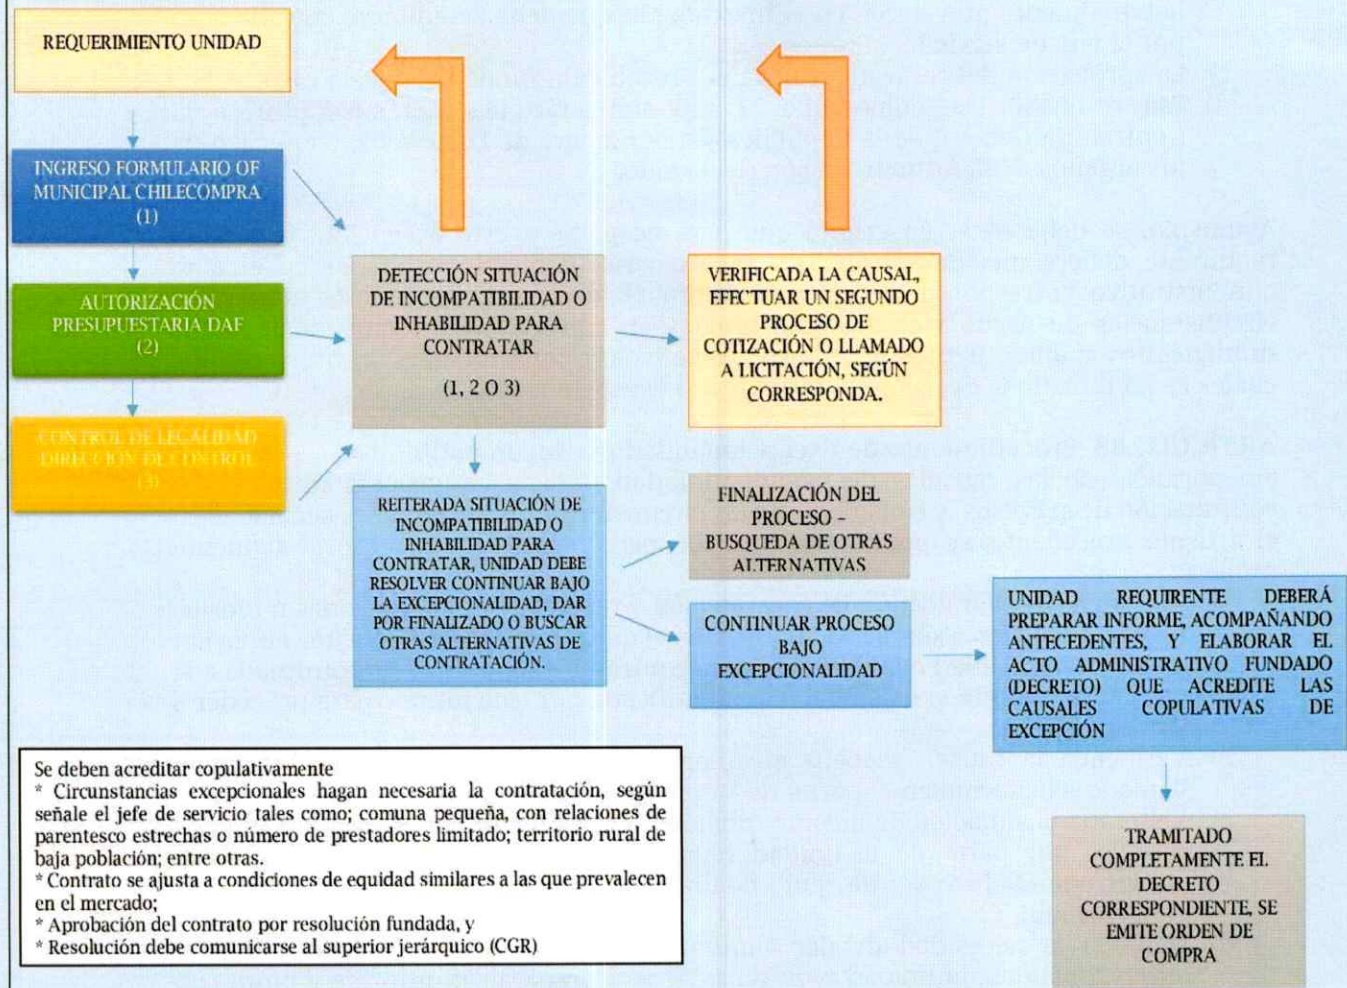 REQUERIMIENTO UNIDAD
INGRESO FORMULARIO OF
MUNICIPAL CHILECOMPRA
(1)
AUTORIZACIÓN
PRESUPUESTARIA DAF
(2)
CONTROL DE LEGALIDAD
DIRECCIÓN DE CONTROL
(3)
DETECCIÓN SITUACIÓN
DE INCOMPATIBILIDAD O
INHABILIDAD PARA
CONTRATAR
(1, 2 O 3)
VERIFICADA LA CAUSAL,
EFECTUAR UN SEGUNDO
PROCESO DE
COTIZACIÓN O LLAMADO
A LICITACIÓN, SEGÚN
CORRESPONDA.
REITERADA SITUACIÓN DE
INCOMPATIBILIDAD O
INHABILIDAD PARA
CONTRATAR, UNIDAD DEBE
RESOLVER CONTINUAR BAJO
LA EXCEPCIONALIDAD, DAR
POR FINALIZADO O BUSCAR
OTRAS ALTERNATIVAS DE
CONTRATACIÓN.
FINALIZACIÓN DEL
PROCESO –
BUSQUEDA DE OTRAS
ALTERNATIVAS
CONTINUAR PROCESO
BAJO
EXCEPCIONALIDAD
UNIDAD REQUIRENTE DEBERÁ
PREPARAR INFORME, ACOMPAÑANDO
ANTECEDENTES, Y ELABORAR EL
ACTO ADMINISTRATIVO FUNDADO
(DECRETO) QUE ACREDITE LAS
CAUSALES COPULATIVAS DE
EXCEPCIÓN
TRAMITADO
COMPLETAMENTE EL
DECRETO
CORRESPONDIENTE, SE
EMITE ORDEN DE
COMPRA
Se deben acreditar copulativamente
* Circunstancias excepcionales hagan necesaria la contratación, según
señale el jefe de servicio tales como; comuna pequeña, con relaciones de
parentesco estrechas o número de prestadores limitado; territorio rural de
baja población; entre otras.
* Contrato se ajusta a condiciones de equidad similares a las que prevalecen
en el mercado;
* Aprobación del contrato por resolución fundada, y
* Resolución debe comunicarse al superior jerárquico (CGR)